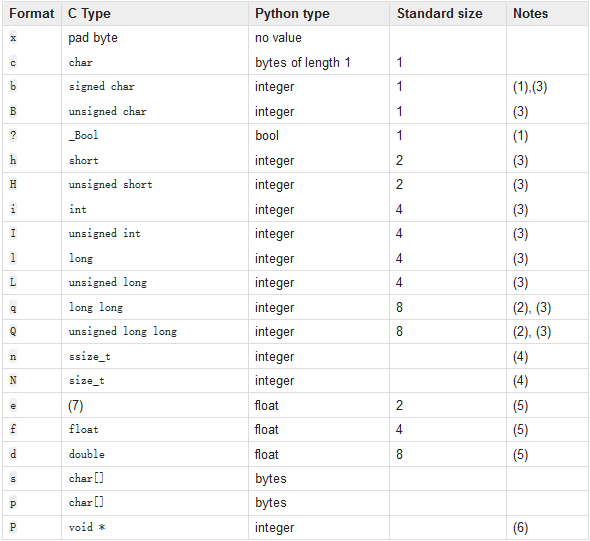 Format C Type Python type Standard size Notes
x pad byte no value
c char bytes of length 1 1
b signed char integer 1 (1),(3)
B unsigned char integer 1 (3)
? _Bool bool 1 (1)
h short integer 2 (3)
H unsigned short integer 2 (3)
i int integer 4 (3)
I unsigned int integer 4 (3)
l long integer 4 (3)
L unsigned long integer 4 (3)
q long long integer 8 (2), (3)
Q unsigned long long integer 8 (2), (3)
n ssize_t integer (4)
N size_t integer (4)
e (7) float 2 (5)
f float float 4 (5)
d double float 8 (5)
s char[] bytes
p char[] bytes
P void * integer (6)